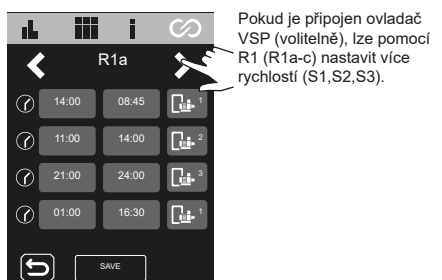 i
R1a
14:00 08:45 1
11:00 14:00 2
21:00 24:00 3
01:00 16:30 1
SAVE
Pokud je připojen ovladač
VSP (volitelně), lze pomocí
R1 (R1a-c) nastavit více
rychlostí (S1,S2,S3).